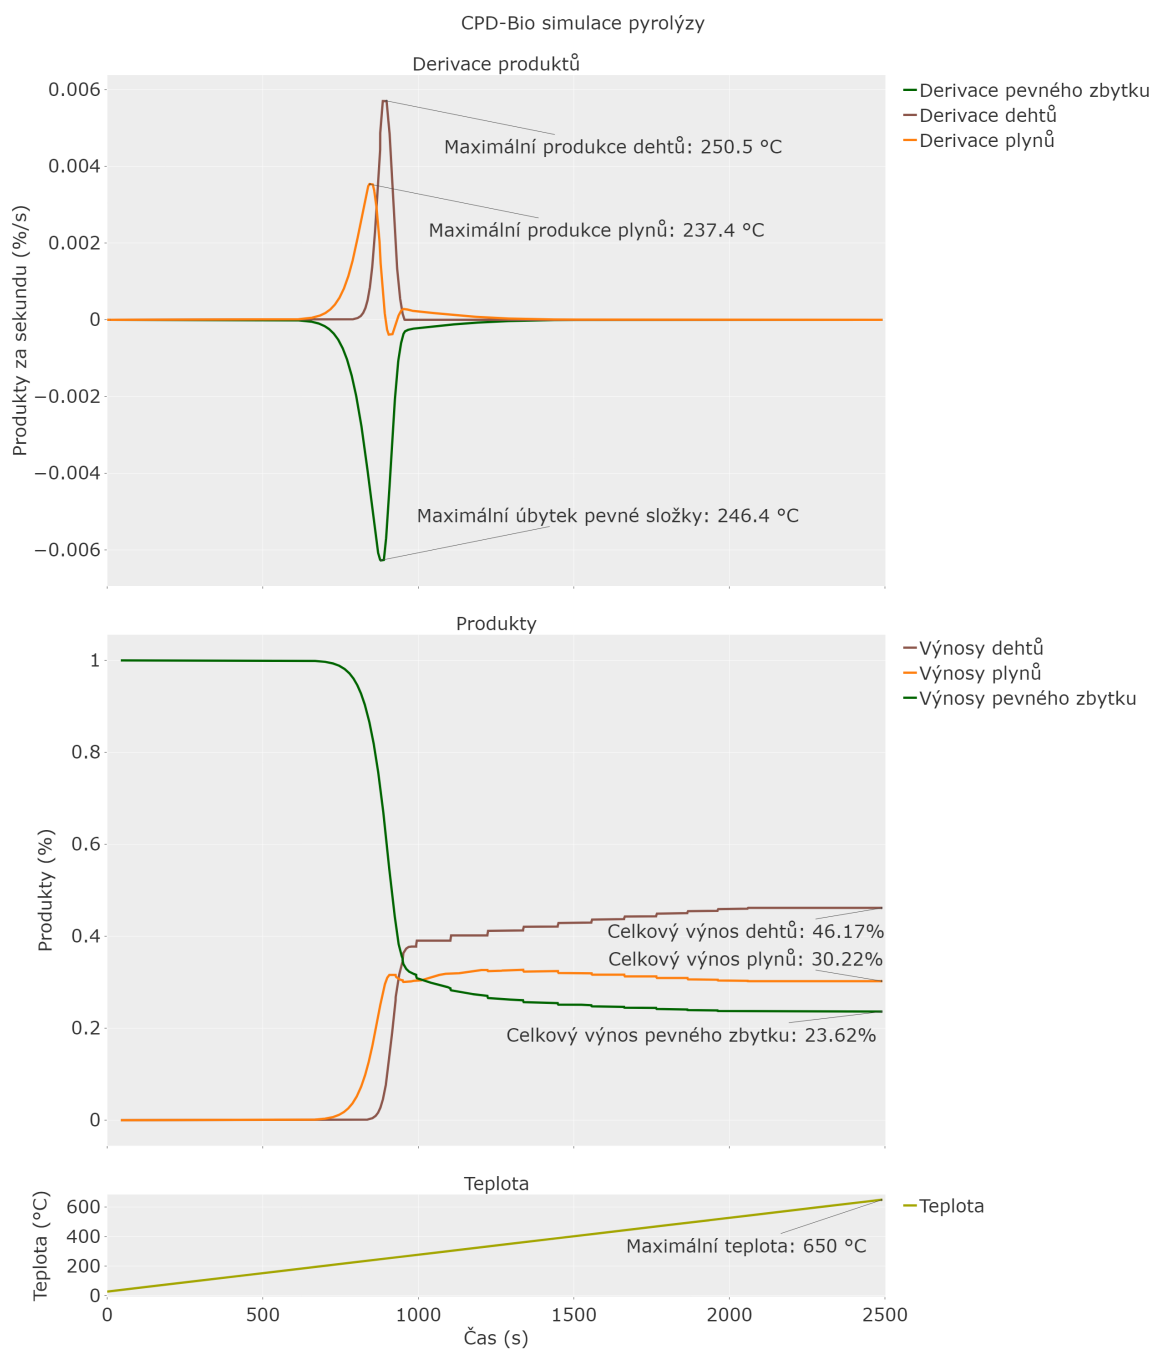 CPD-Bio simulace pyrolýzy
Derivace produktů
Produkty za sekundu (%/s)
0.006
0.004
0.002
0
−0.002
−0.004
−0.006
Maximální produkce dehtů: 250.5 °C
Maximální produkce plynů: 237.4 °C
Maximální úbytek pevné složky: 246.4 °C
Derivace pevného zbytku
Derivace dehtů
Derivace plynů
Produkty
Produkty (%)
1
0.8
0.6
0.4
0.2
0
Celkový výnos dehtů: 46.17%
Celkový výnos plynů: 30.22%
Celkový výnos pevného zbytku: 23.62%
Výnosy dehtů
Výnosy plynů
Výnosy pevného zbytku
Teplota
Teplota (°C)
600
400
200
0
Maximální teplota: 650 °C
Teplota
0 500 1000 1500 2000 2500
Čas (s)